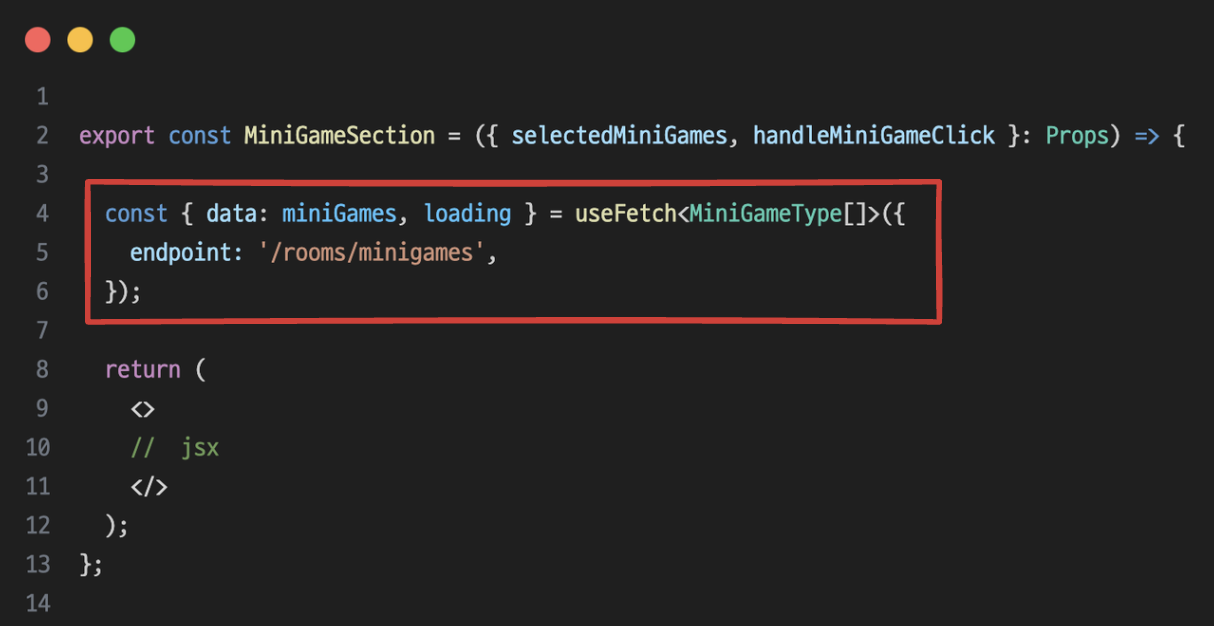 1
2 export const MiniGameSection = ({ selectedMiniGames, handleMiniGameClick }: Props) => {
3
4 const { data: miniGames, loading } = useFetch<MiniGameType[]>({
5 endpoint: '/rooms/minigames',
6 });
7
8 return (
9 <>
10 // jsx
11 </>
12 );
13 };
14